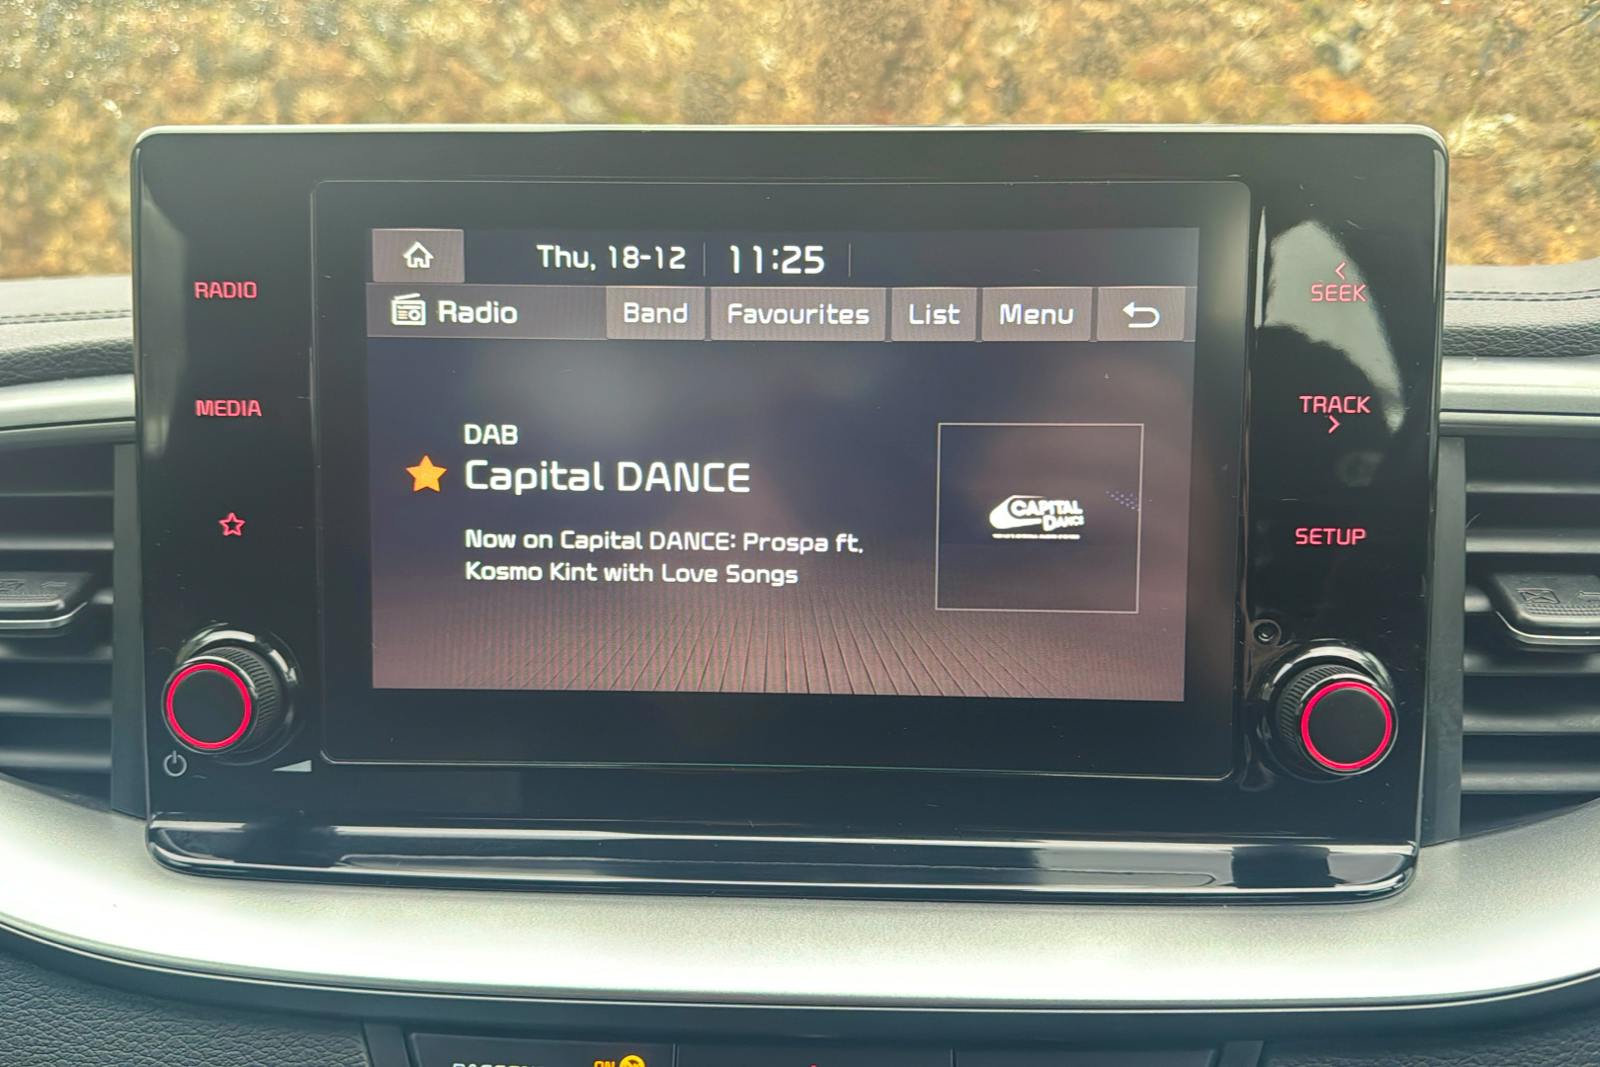 Thu, 18-12
11:25
Radio
Band
Favourites
List
Menu
DAB
Capital DANCE
Now on Capital DANCE: Prospa ft.
Kosmo Kint with Love Songs
CAPITAL
DANCE
RADIO
MEDIA
SEEK
TRACK
SETUP
ON